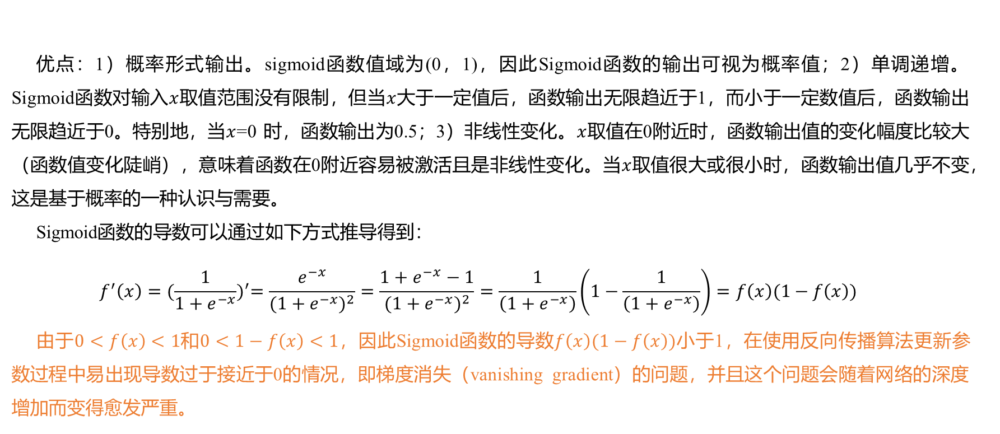 优点：1）概率形式输出。sigmoid函数值域为(0，1)，因此Sigmoid函数的输出可视为概率值；2）单调递增。
Sigmoid函数对输入x取值范围没有限制，但当x大于一定值后，函数输出无限趋近于1，而小于一定数值后，函数输出
无限趋近于0。特别地，当x=0 时，函数输出为0.5；3）非线性变化。x取值在0附近时，函数输出值的变化幅度比较大
（函数值变化陡峭），意味着函数在0附近容易被激活且是非线性变化。当x取值很大或很小时，函数输出值几乎不变，
这是基于概率的一种认识与需要。
Sigmoid函数的导数可以通过如下方式推导得到：
f′(x) = (1/(1 + e^{−x}))′ = e^{−x}/(1 + e^{−x})² = (1 + e^{−x} − 1)/(1 + e^{−x})² = 1/(1 + e^{−x}) (1 − 1/(1 + e^{−x})) = f(x)(1 − f(x))
由于0 < f(x) < 1和0 < 1 − f(x) < 1，因此Sigmoid函数的导数f(x)(1 − f(x))小于1，在使用反向传播算法更新参
数过程中易出现导数过于接近于0的情况，即梯度消失（vanishing gradient）的问题，并且这个问题会随着网络的深度
增加而变得愈发严重。